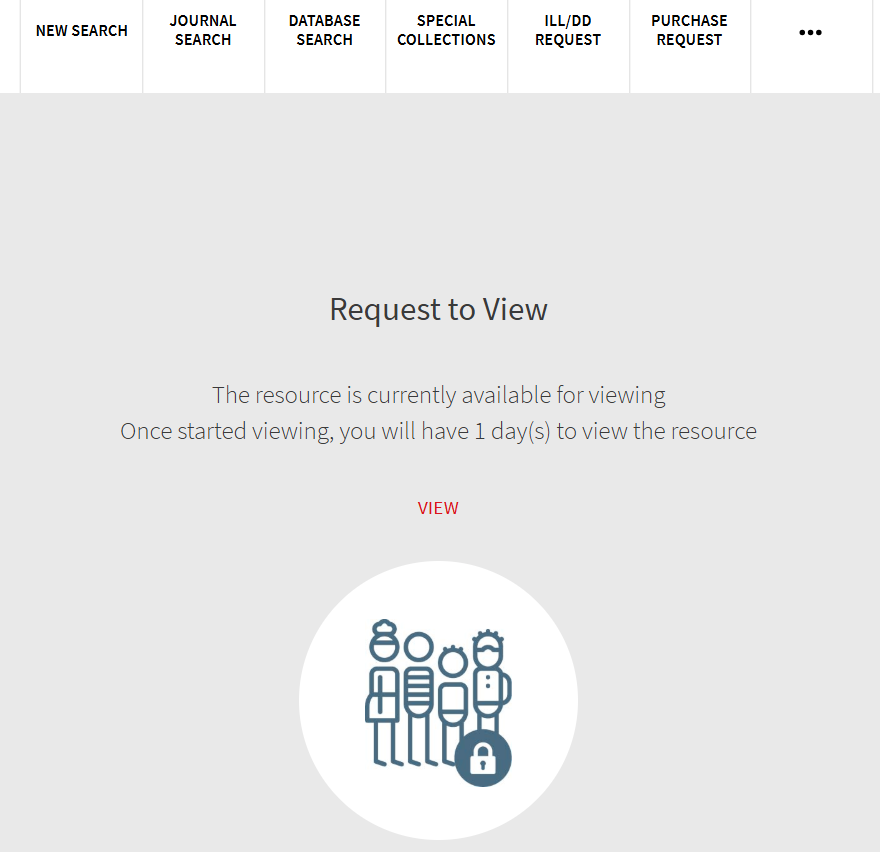 NEW SEARCH
JOURNAL
SEARCH
DATABASE
SEARCH
SPECIAL
COLLECTIONS
ILL/DD
REQUEST
PURCHASE
REQUEST
•••
Request to View
The resource is currently available for viewing
Once started viewing, you will have 1 day(s) to view the resource
VIEW